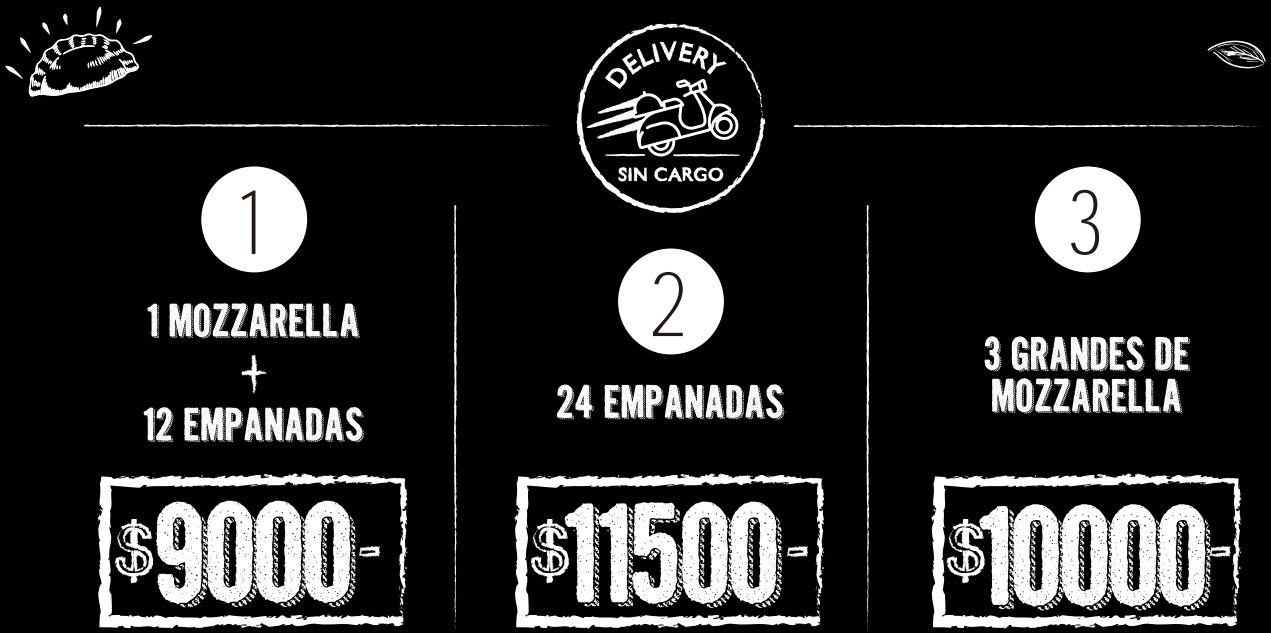 DELIVERY
SIN CARGO
1
1 MOZZARELLA
+
12 EMPANADAS
$9000-
2
24 EMPANADAS
$11500-
3
3 GRANDES DE
MOZZARELLA
$10000-